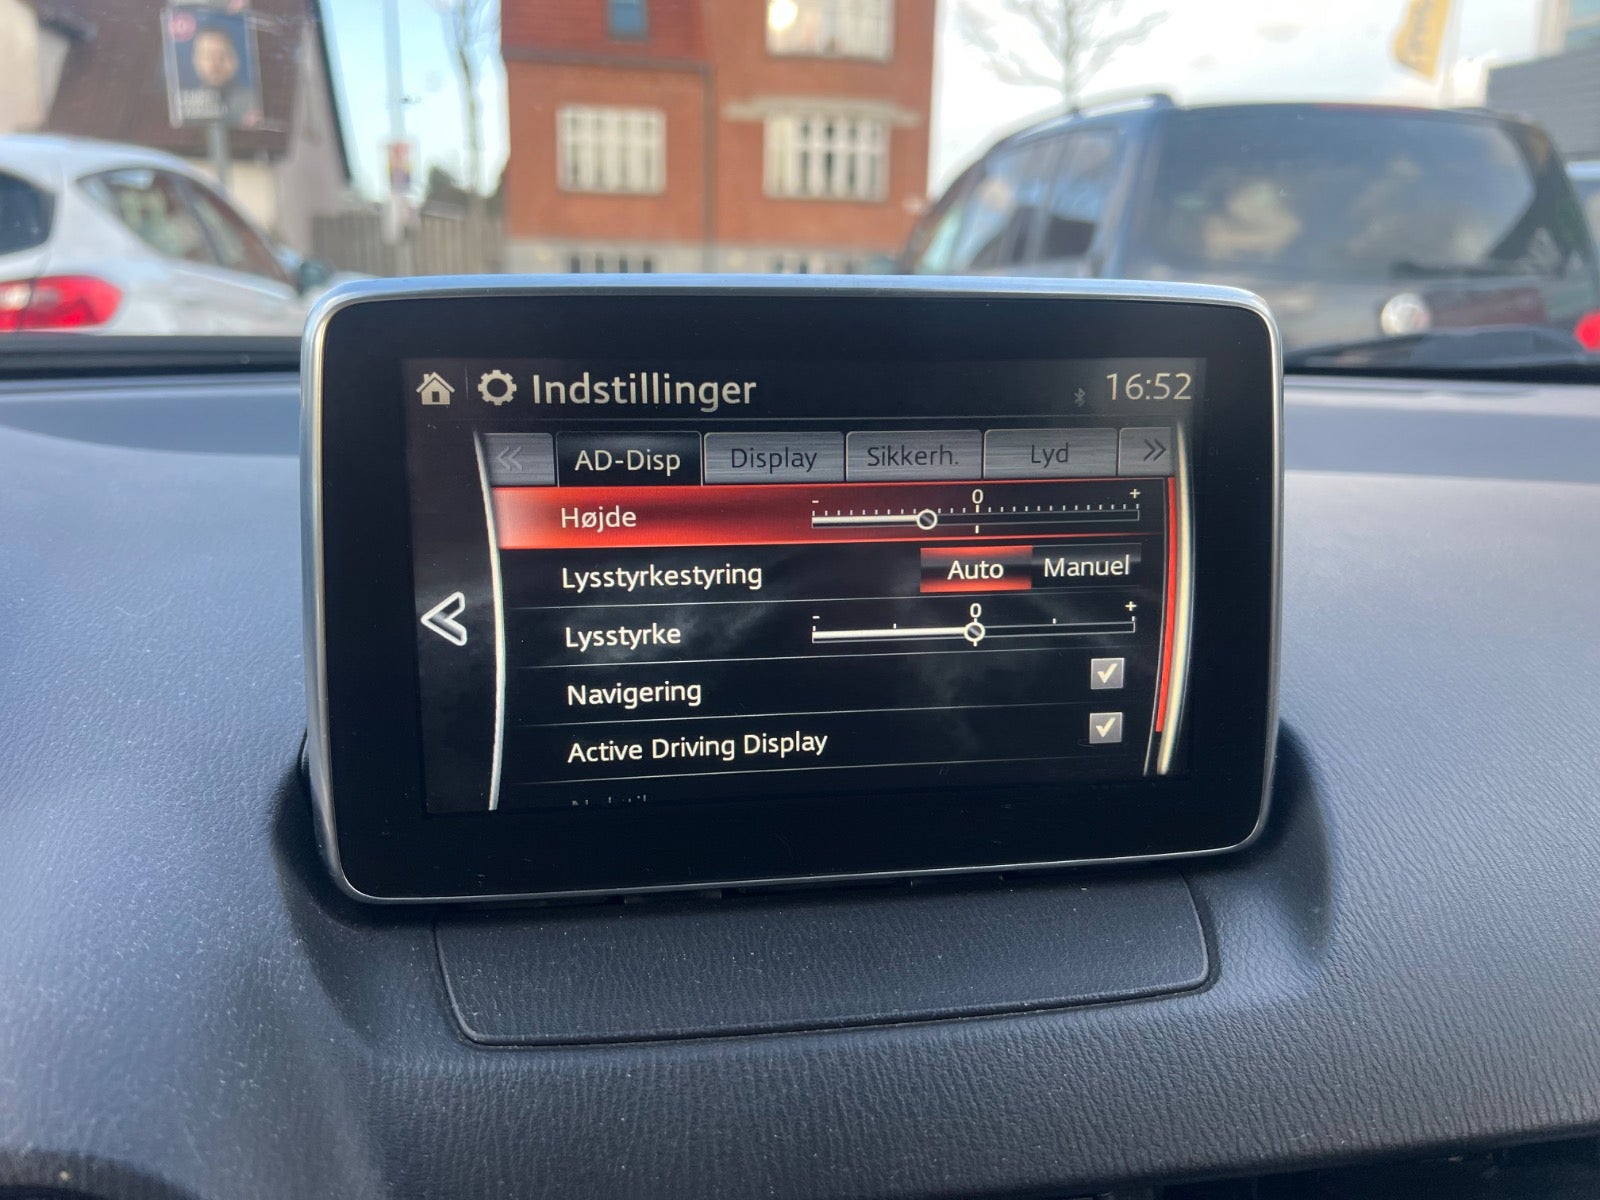 Indstillinger
16:52
AD-Disp
Display
Sikkerh.
Lyd
Højde
- 0 +
Lysstyrkestyring
Auto
Manuel
Lysstyrke
- 0 +
Navigering
Active Driving Display